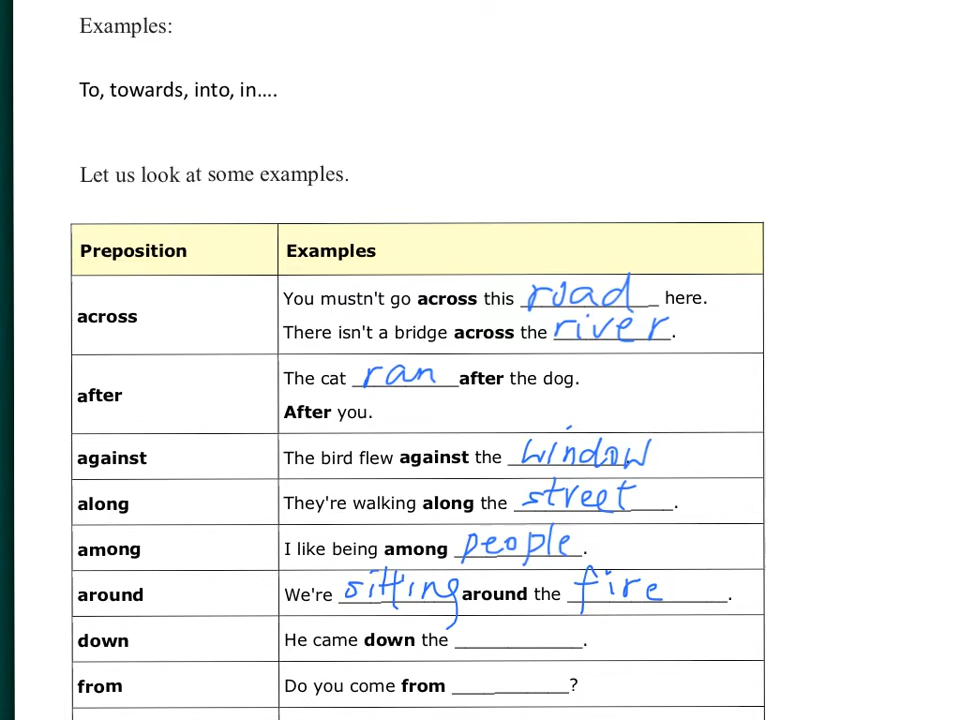 Examples:
To, towards, into, in....
Let us look at some examples.
Preposition Examples
across
You mustn't go across this road here.
There isn't a bridge across the river.
after
The cat ran after the dog.
After you.
against The bird flew against the window
along They're walking along the street.
among I like being among people.
around We're sitting around the fire.
down He came down the ____________.
from Do you come from ___________?